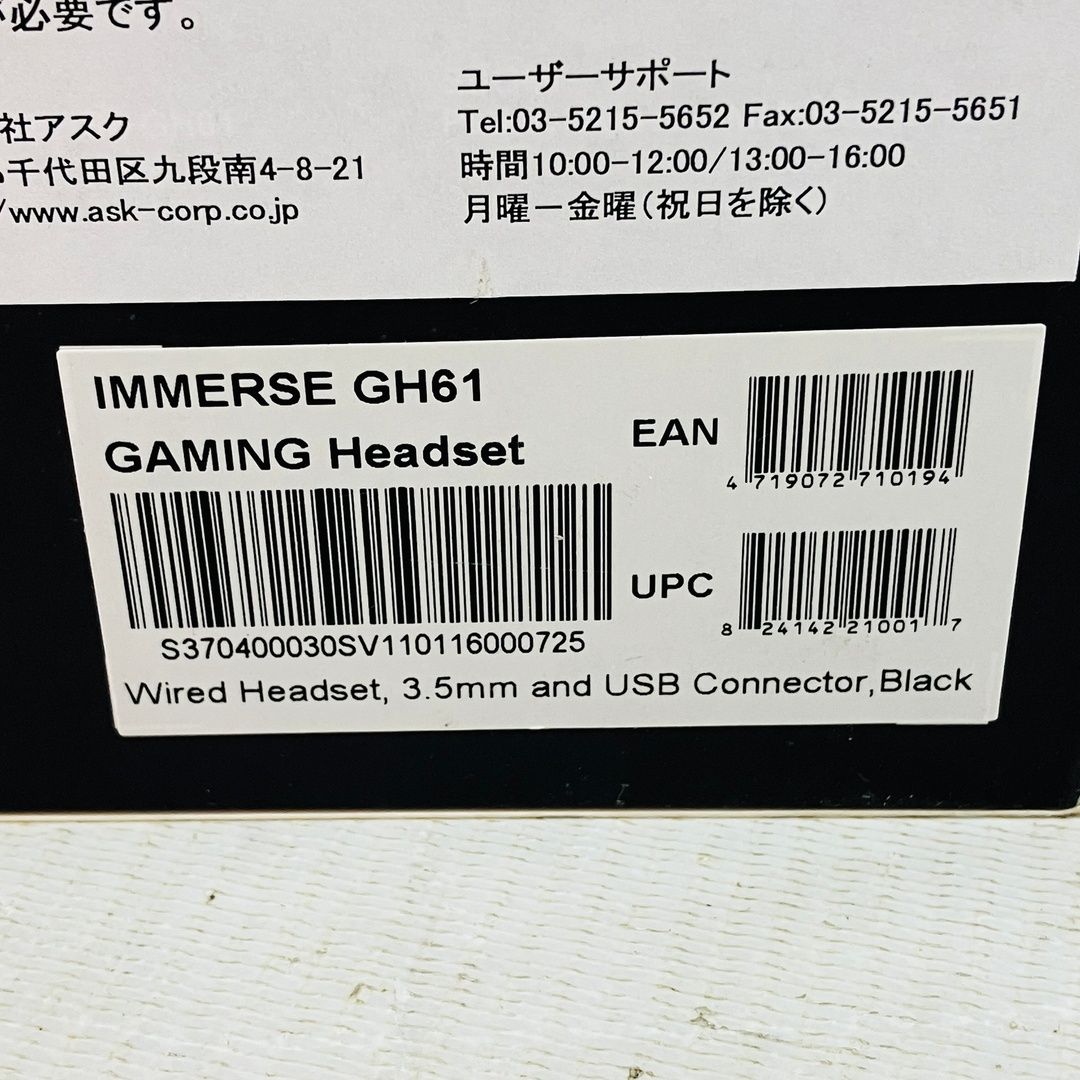 必要です。
社アスク
千代田区九段南4-8-21
/www.ask-corp.co.jp
ユーザーサポート
Tel:03-5215-5652 Fax:03-5215-5651
時間10:00-12:00/13:00-16:00
月曜ー金曜(祝日を除く)
IMMERSE GH61
GAMING Headset
S370400030SV110116000725
EAN
4 719072 710194
UPC
8 24142 21001 7
Wired Headset, 3.5mm and USB Connector,Black